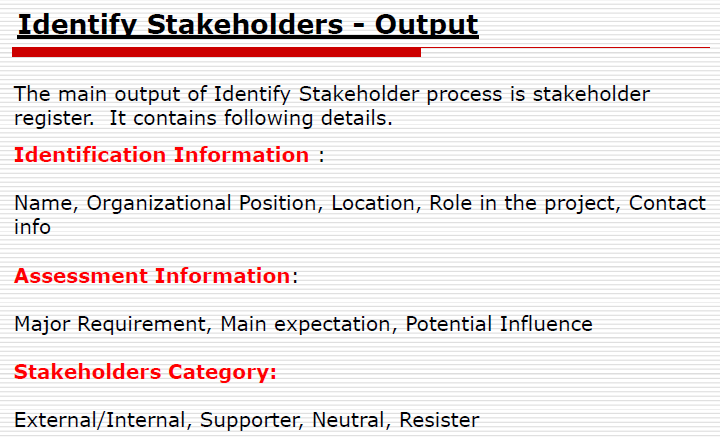 Identify Stakeholders - Output
The main output of Identify Stakeholder process is stakeholder
register.  It contains following details.
Identification Information :
Name, Organizational Position, Location, Role in the project, Contact
info
Assessment Information:
Major Requirement, Main expectation, Potential Influence
Stakeholders Category:
External/Internal, Supporter, Neutral, Resister